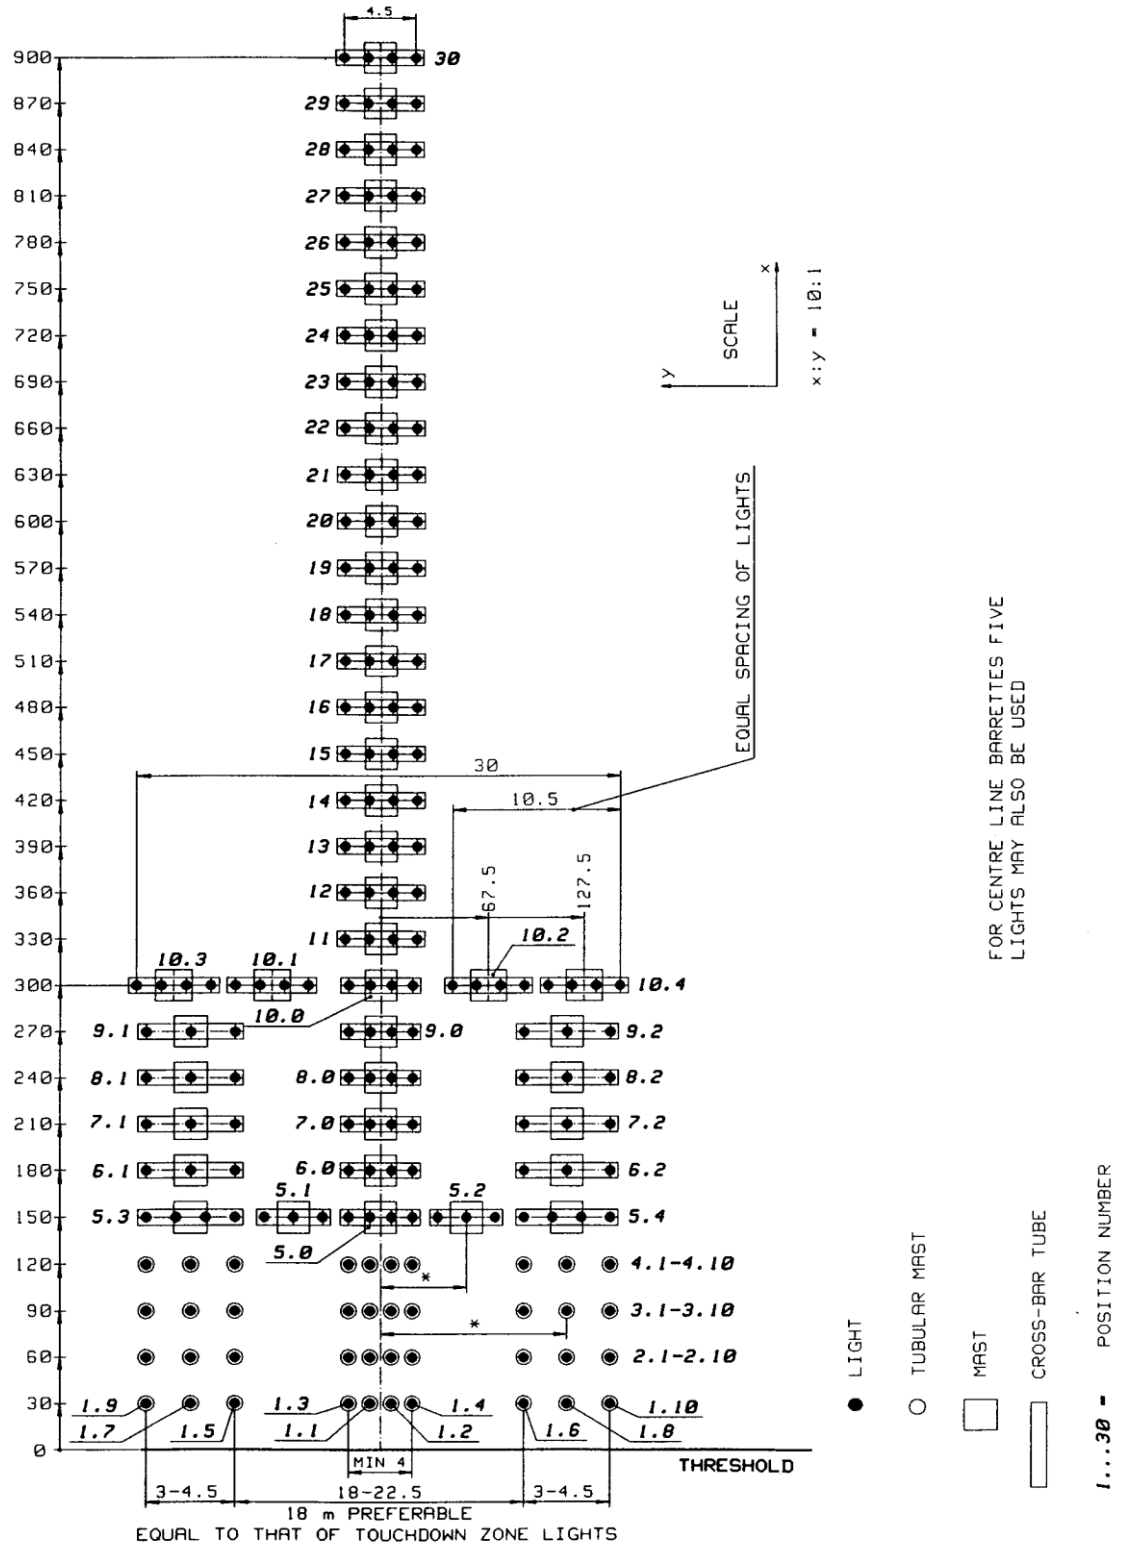 4.5
900 30
870 29
840 28
810 27
780 26
750 25
720 24
690 23
660 22
630 21
600 20
570 19
540 18
510 17
480 16
450 15
30
420 14
10.5
390 13
360 12
67.5
127.5
330 11
10.2
10.3 10.1
300 10.4
10.0
270 9.1 9.0 9.2
240 8.1 8.0 8.2
210 7.1 7.0 7.2
180 6.1 6.0 6.2
5.1 5.2
150 5.3 5.4
5.0
120 4.1-4.10
*
90 3.1-3.10
*
60 2.1-2.10
30 1.9 1.3 1.4 1.10
1.7 1.5 1.1 1.2 1.6 1.8
0
MIN 4
THRESHOLD
3-4.5 18-22.5 3-4.5
18 m PREFERABLE
EQUAL TO THAT OF TOUCHDOWN ZONE LIGHTS
x
y
SCALE
x:y = 10:1
EQUAL SPACING OF LIGHTS
FOR CENTRE LINE BARRETTES FIVE
LIGHTS MAY ALSO BE USED
LIGHT
TUBULAR MAST
MAST
CROSS-BAR TUBE
1...30 = POSITION NUMBER